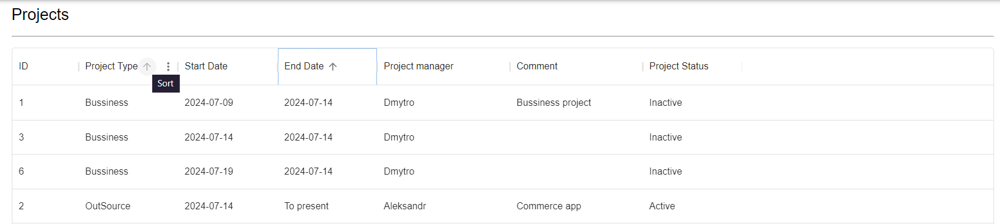 Projects
ID Project Type Start Date End Date Project manager Comment Project Status
Sort
1 Bussiness 2024-07-09 2024-07-14 Dmytro Bussiness project Inactive
3 Bussiness 2024-07-14 2024-07-14 Dmytro Inactive
6 Bussiness 2024-07-19 2024-07-14 Dmytro Inactive
2 OutSource 2024-07-14 To present Aleksandr Commerce app Active